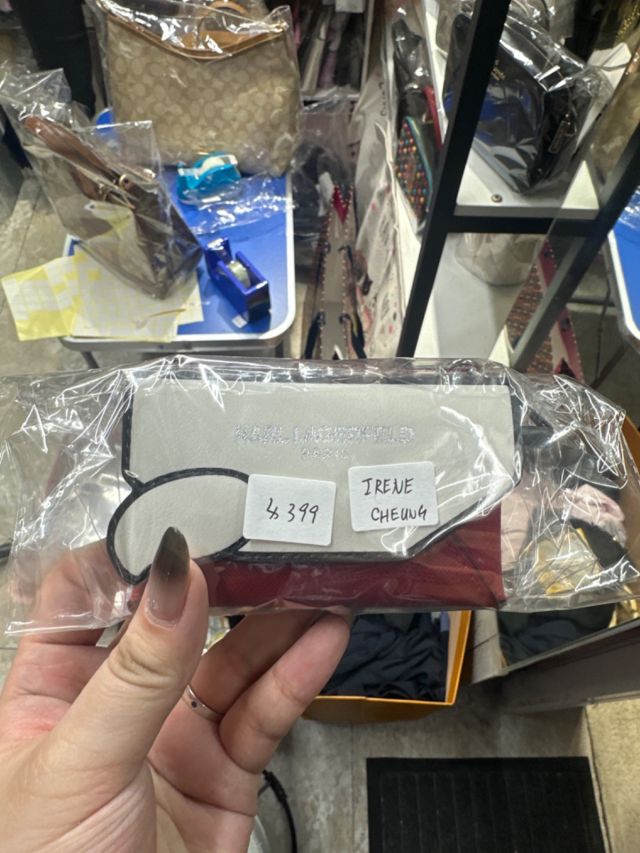 KARL LAGERFELD
PARIS
399
IRENE
CHEUNG